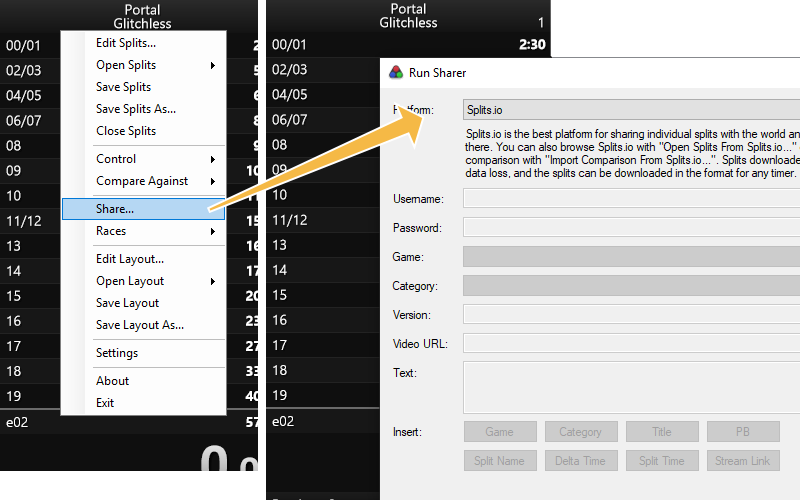 Portal
Glitchless
00/01
02/03
04/05
06/07
08
09
10
11/12
13
14
15
16
17
18
19
e02
Edit Splits...
Open Splits
Save Splits
Save Splits As...
Close Splits
Control
Compare Against
Share...
Races
Edit Layout...
Open Layout
Save Layout
Save Layout As...
Settings
About
Exit
15
17
20
23
33
40
57
Portal
Glitchless
1
00/01 2:30
02/03
04/05
06/07
08
09
10
11/12
13
14
15
16
17
18
19
e02
Run Sharer
Splits.io
Splits.io is the best platform for sharing individual splits with the world
there. You can also browse Splits.io with "Open Splits From Splits.io..."
comparison with "Import Comparison From Splits.io...". Splits
data loss, and the splits can be downloaded in the format for any timer.
Username:
Password:
Game:
Category:
Version:
Video URL:
Text:
Insert:
Game
Category
Title
PB
Split Name
Delta Time
Split Time
Stream Link